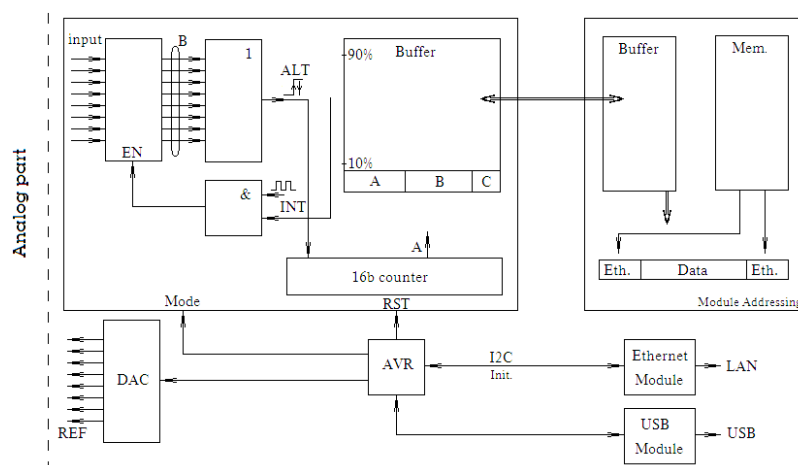 Analog part
input
B
1
EN
ALT
&
INT
90%
Buffer
10%
A
B
C
A
16b counter
Mode
RST
Buffer
Mem.
Eth.
Data
Eth.
Module Addressing
DAC
REF
AVR
I2C
Init.
Ethernet
Module
LAN
USB
Module
USB